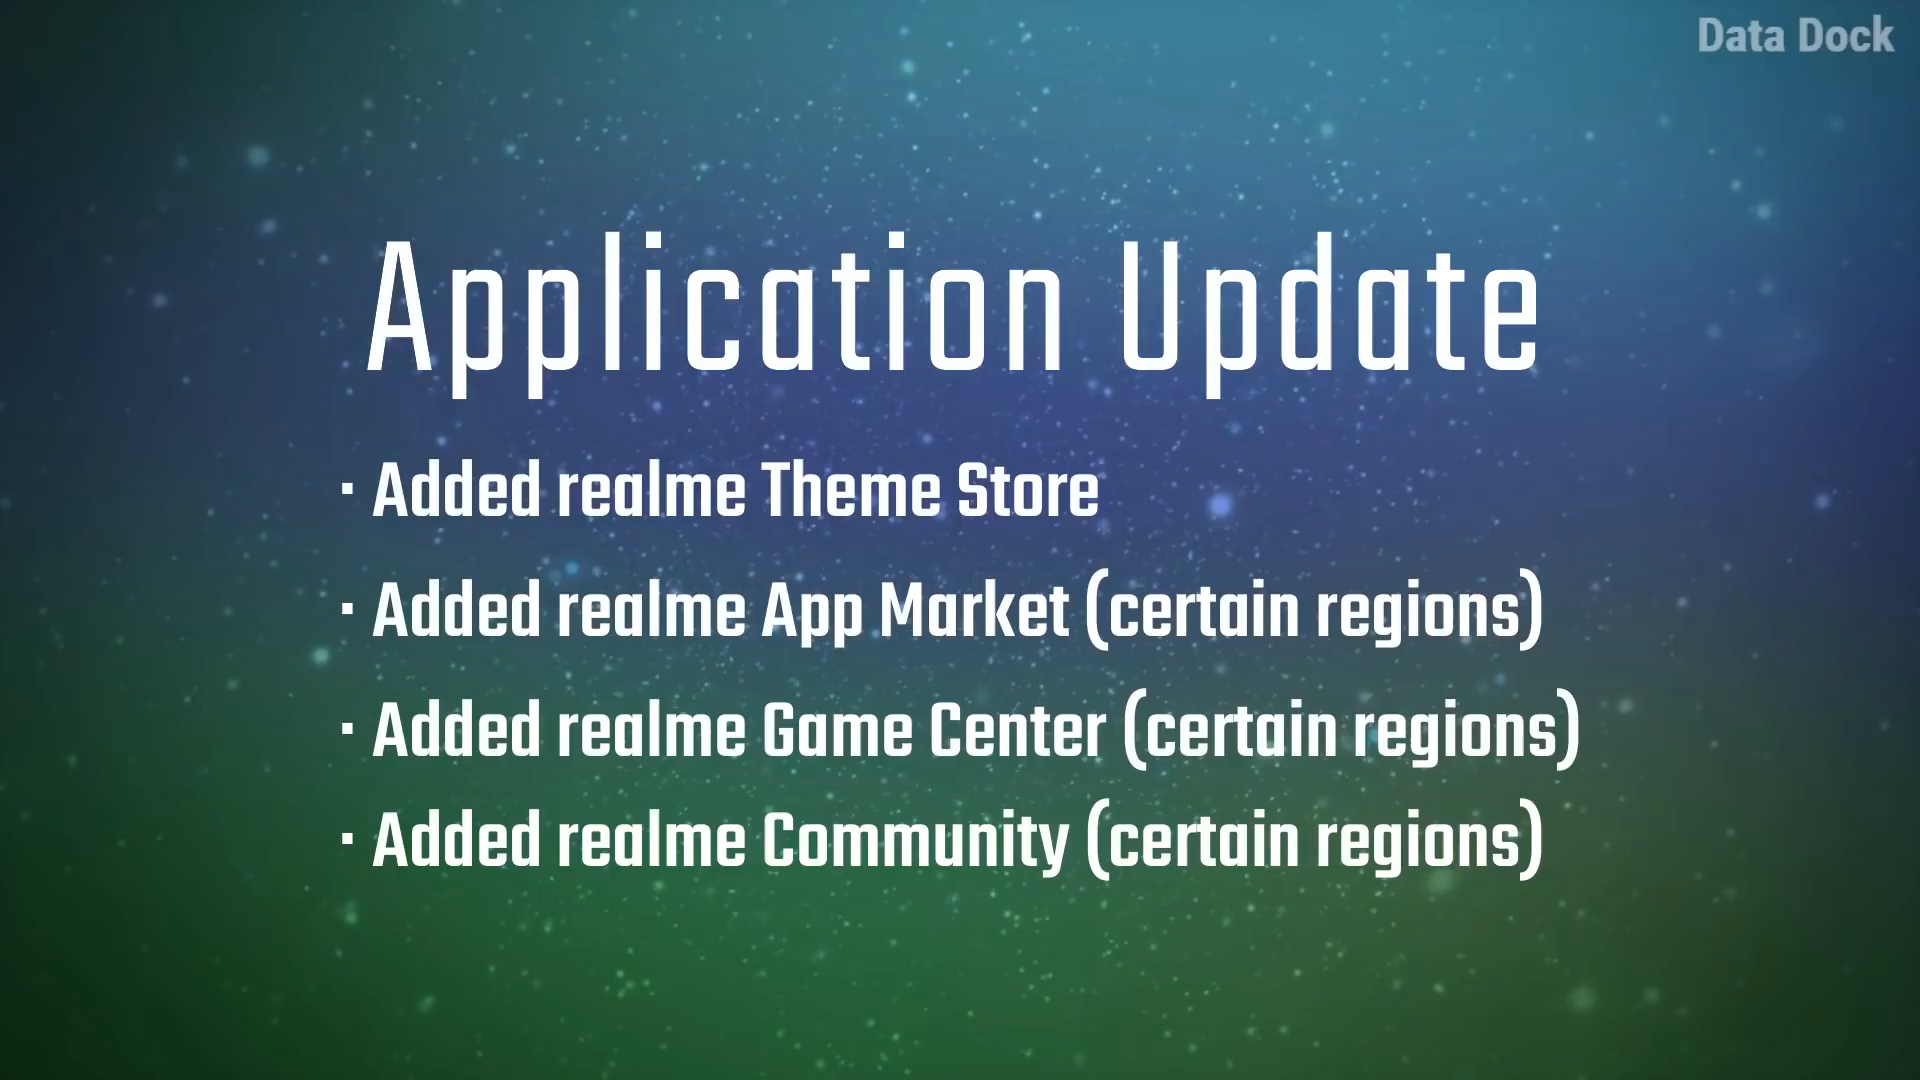 Data Dock
Application Update
· Added realme Theme Store
· Added realme App Market (certain regions)
· Added realme Game Center (certain regions)
· Added realme Community (certain regions)